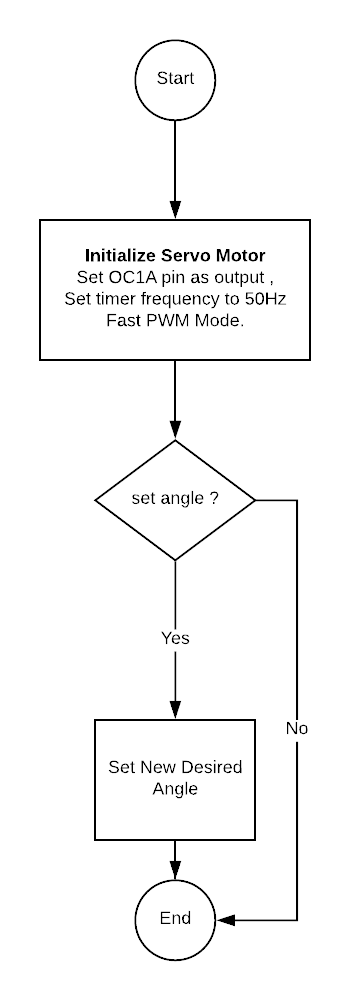 Start
Initialize Servo Motor
Set OC1A pin as output ,
Set timer frequency to 50Hz
Fast PWM Mode.
set angle ?
Yes
No
Set New Desired
Angle
End